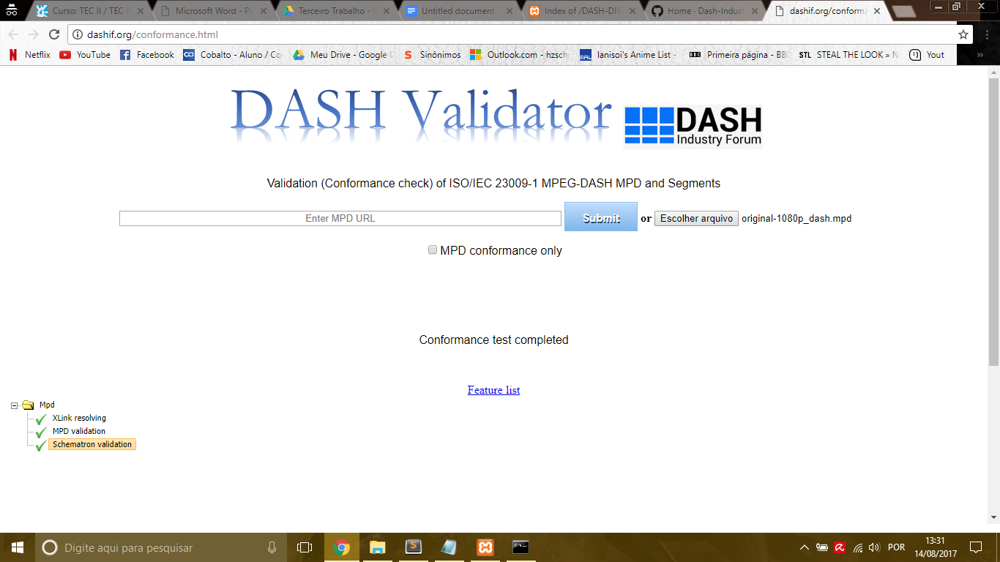 Curso: TEC II / TEC I
Microsoft Word - P
Terceiro Trabalho -
Untitled document -
Index of /DASH-DIR
Home · Dash-Indust
dashif.org/conforma
dashif.org/conformance.html
Netflix
YouTube
Facebook
Cobalto - Aluno / Co
Meu Drive - Google D
Sinônimos
Outlook.com - hzsch
MAL
Ianisoi's Anime List -
BBC
Primeira página - BBC
STL
STEAL THE LOOK » N
Yout
DASH Validator
DASH
Industry Forum
Validation (Conformance check) of ISO/IEC 23009-1 MPEG-DASH MPD and Segments
Enter MPD URL
Submit
or
Escolher arquivo
original-1080p_dash.mpd
MPD conformance only
Conformance test completed
Feature list
Mpd
XLink resolving
MPD validation
Schematron validation
Digite aqui para pesquisar
POR
13:31
14/08/2017